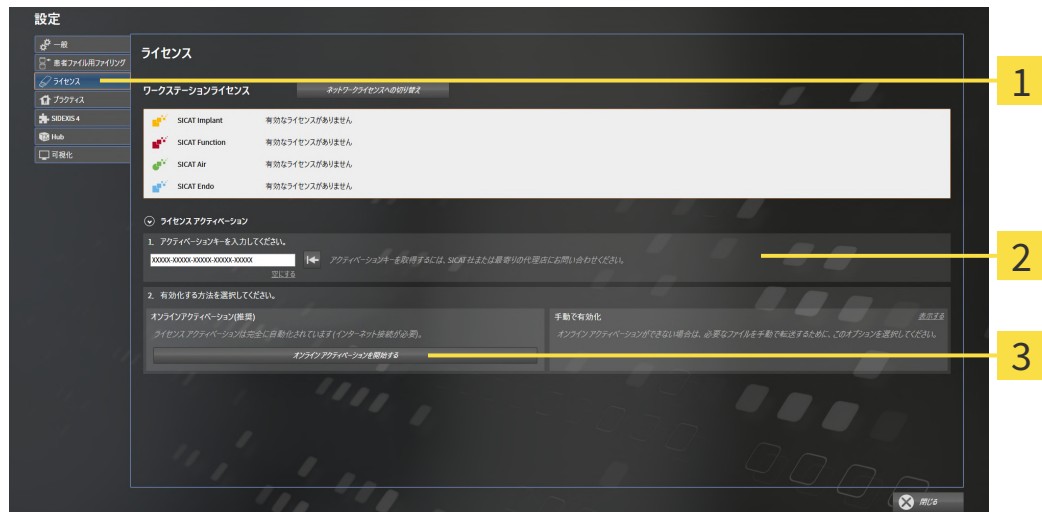 設定
一般
患者ファイル用ファイリング
ライセンス
プラクティス
SIDEXIS 4
Hub
可視化
ライセンス
ワークステーションライセンス
ネットワークライセンスへの切り替え
SICAT Implant 有効なライセンスがありません
SICAT Function 有効なライセンスがありません
SICAT Air 有効なライセンスがありません
SICAT Endo 有効なライセンスがありません
ライセンス アクティベーション
1. アクティベーションキーを入力してください。
XXXXX-XXXXX-XXXXX-XXXXX-XXXXX
アクティベーションキーを取得するには、SICAT 社または最寄りの代理店にお問い合わせください。
空にする
2. 有効化する方法を選択してください。
オンラインアクティベーション(推奨)
ライセンス アクティベーションは完全に自動化されています(インターネット接続が必要)。
オンライン アクティベーションを開始する
手動で有効化
表示する
オンライン アクティベーションができない場合は、必要なファイルを手動で転送するために、このオプションを選択してください。
閉じる
1
2
3